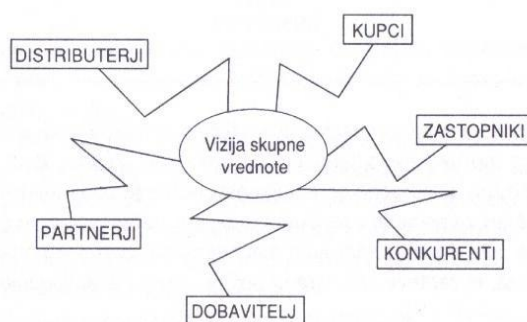 KUPCI
DISTRIBUTERJI
ZASTOPNIKI
Vizija skupne
vrednote
PARTNERJI
KONKURENTI
DOBAVITELJ